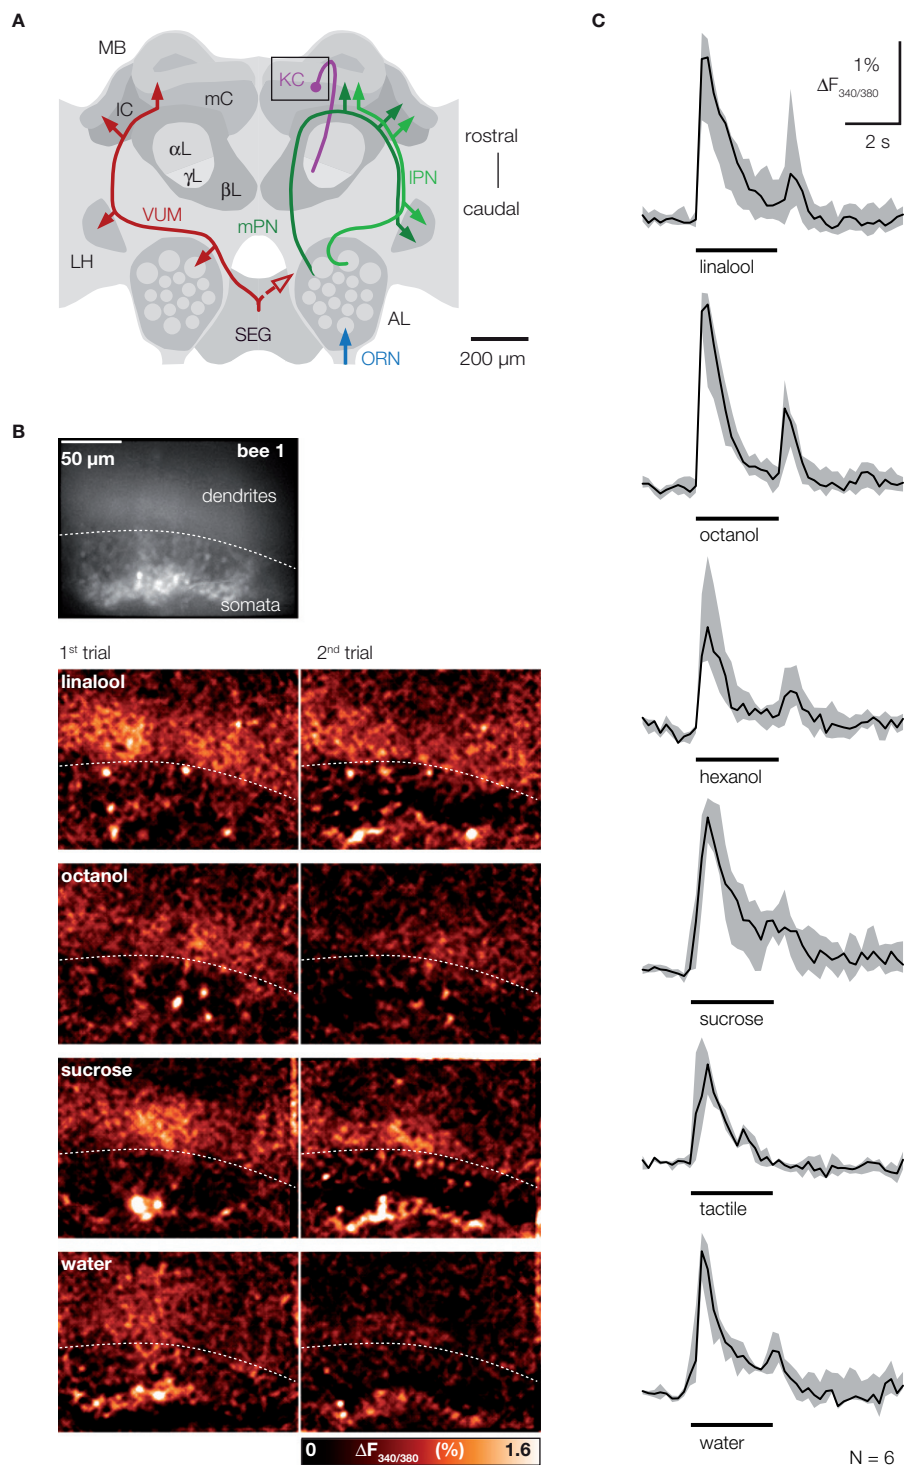 A
MB
KC
IC
mC
αL
γL
βL
VUM
mPN
lPN
LH
SEG
AL
ORN
rostral
caudal
200 µm
B
50 µm
bee 1
dendrites
somata
1st trial
2nd trial
linalool
octanol
sucrose
water
0 ΔF340/380 (%) 1.6
C
1%
ΔF340/380
2 s
linalool
octanol
hexanol
sucrose
tactile
water
N = 6